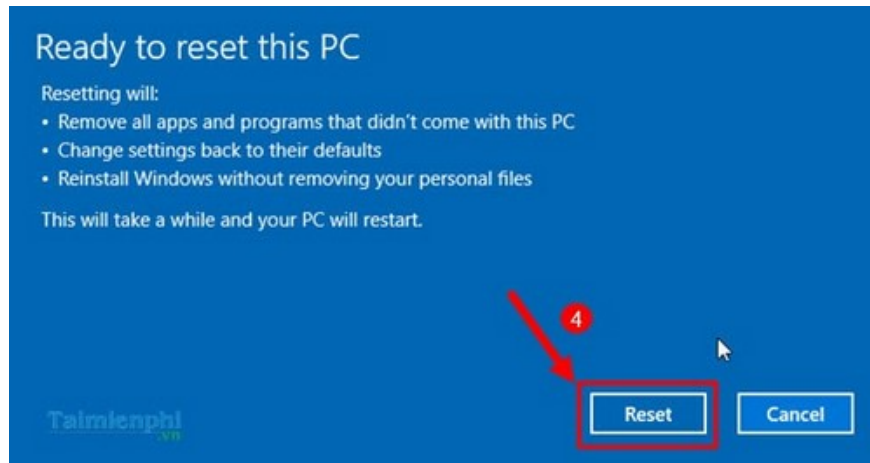 Ready to reset this PC
Resetting will:
• Remove all apps and programs that didn't come with this PC
• Change settings back to their defaults
• Reinstall Windows without removing your personal files
This will take a while and your PC will restart.
4
Reset
Cancel
Taimienphi
.vn